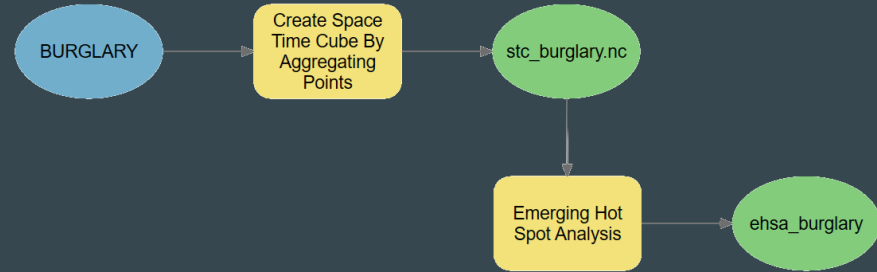 BURGLARY
Create Space
Time Cube By
Aggregating
Points
stc_burglary.nc
Emerging Hot
Spot Analysis
ehsa_burglary